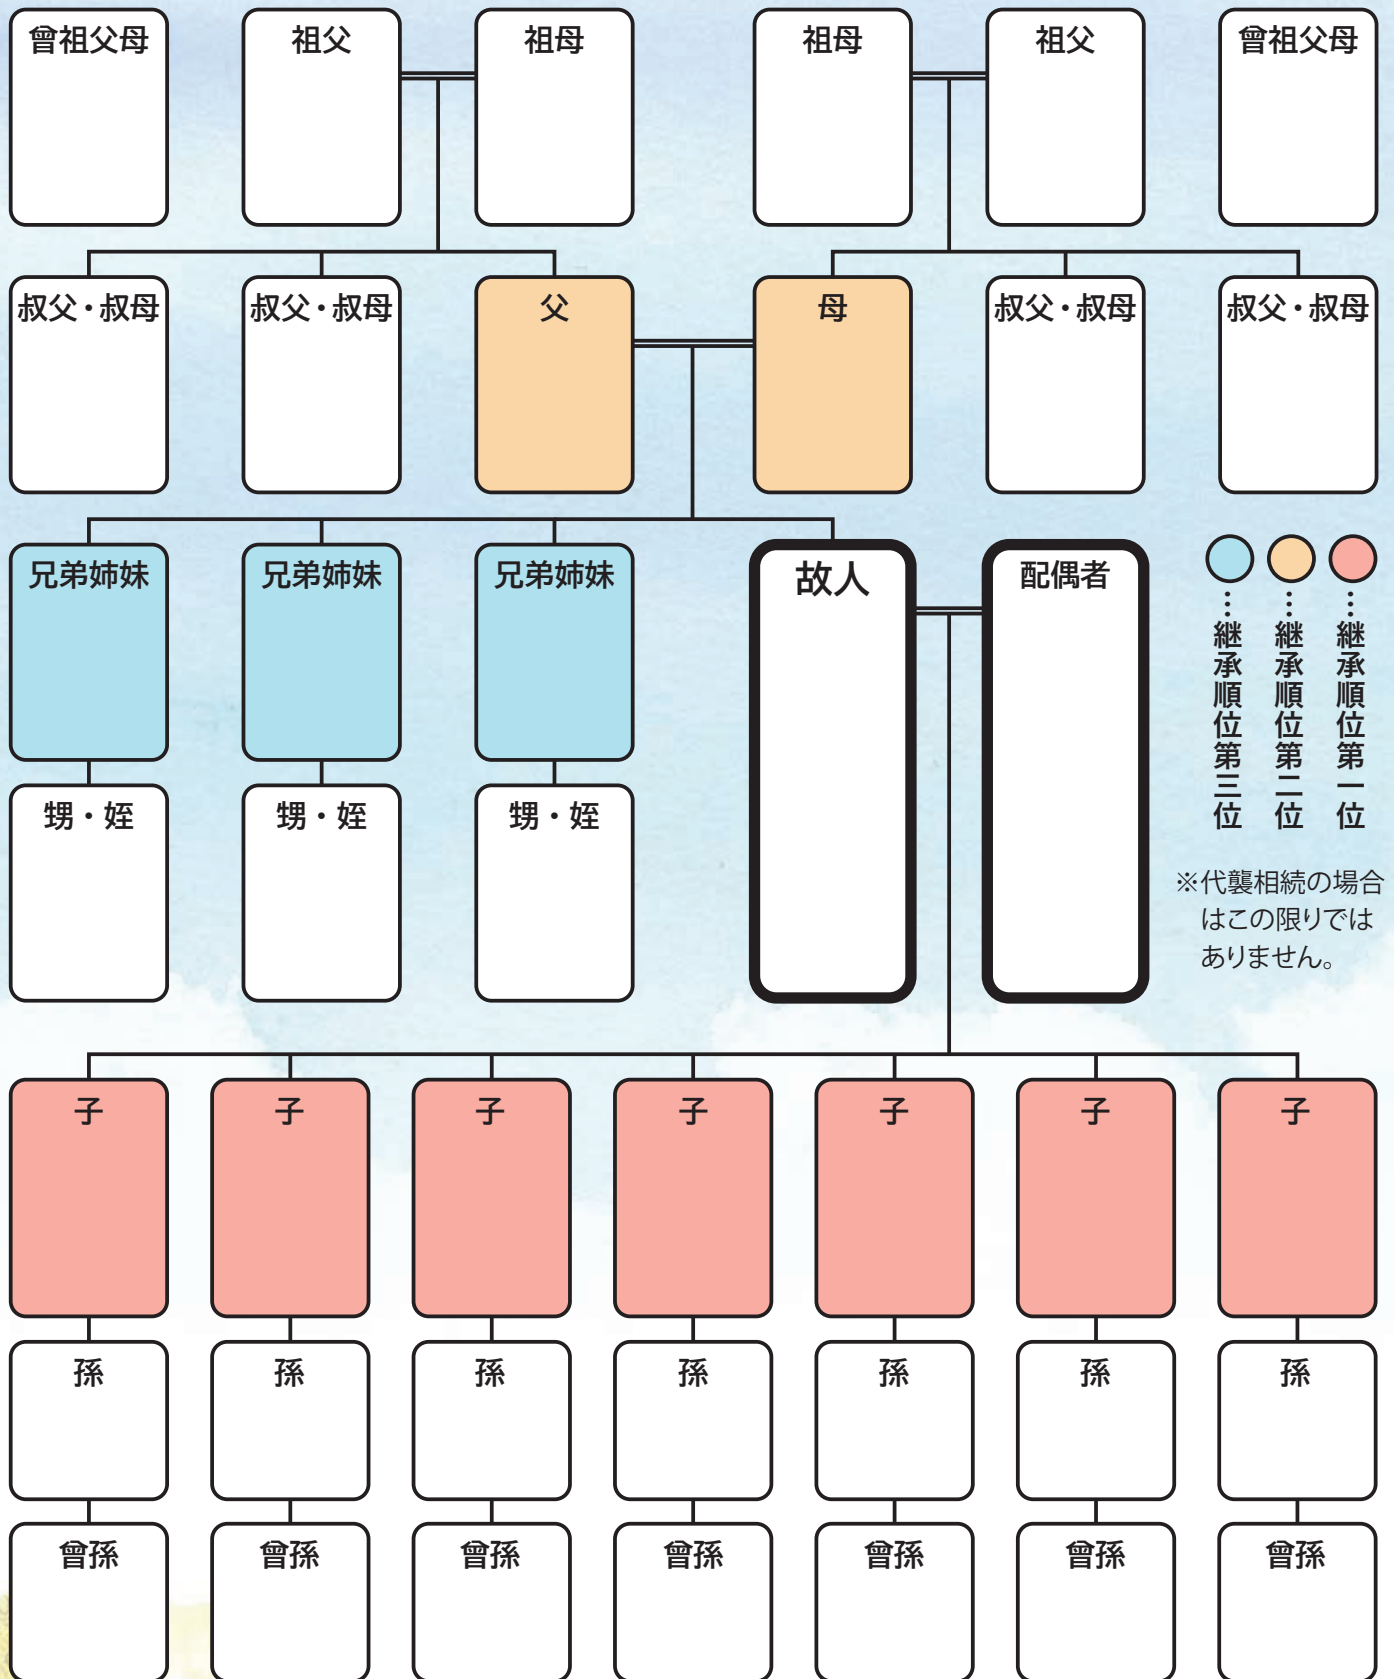 曾祖父母
祖父
祖母
祖母
祖父
曾祖父母
叔父・叔母
叔父・叔母
父
母
叔父・叔母
叔父・叔母
兄弟姉妹
兄弟姉妹
兄弟姉妹
故人
配偶者
…継承順位第一位
…継承順位第二位
…継承順位第三位
甥・姪
甥・姪
甥・姪
※代襲相続の場合
はこの限りでは
ありません。
子
子
子
子
子
子
子
孫
孫
孫
孫
孫
孫
孫
曾孫
曾孫
曾孫
曾孫
曾孫
曾孫
曾孫